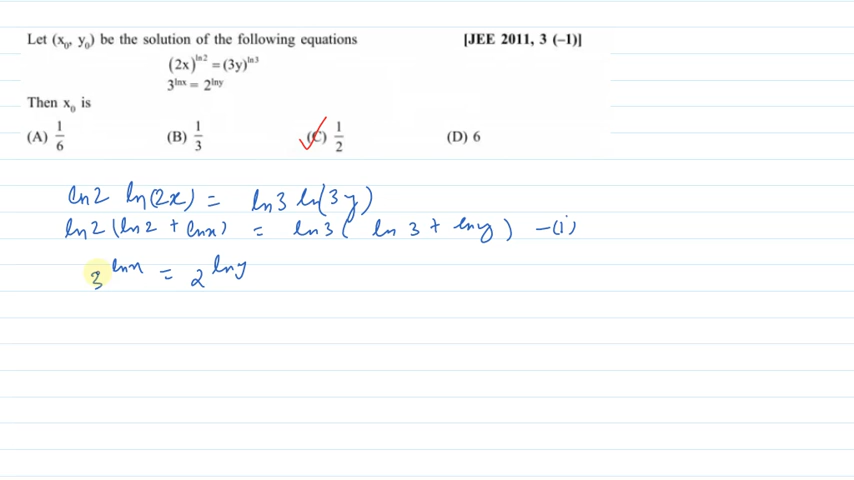 Let (x₀, y₀) be the solution of the following equations [JEE 2011, 3 (–1)]
(2x)^ln2 = (3y)^ln3
3^lnx = 2^lny
Then x₀ is
(A) 1/6 (B) 1/3 (C) 1/2 (D) 6
ln2 ln(2x) = ln3 ln(3y)
ln2 (ln2 + lnx) = ln3 ( ln3 + lny ) –(i)
3^lnx = 2^lny